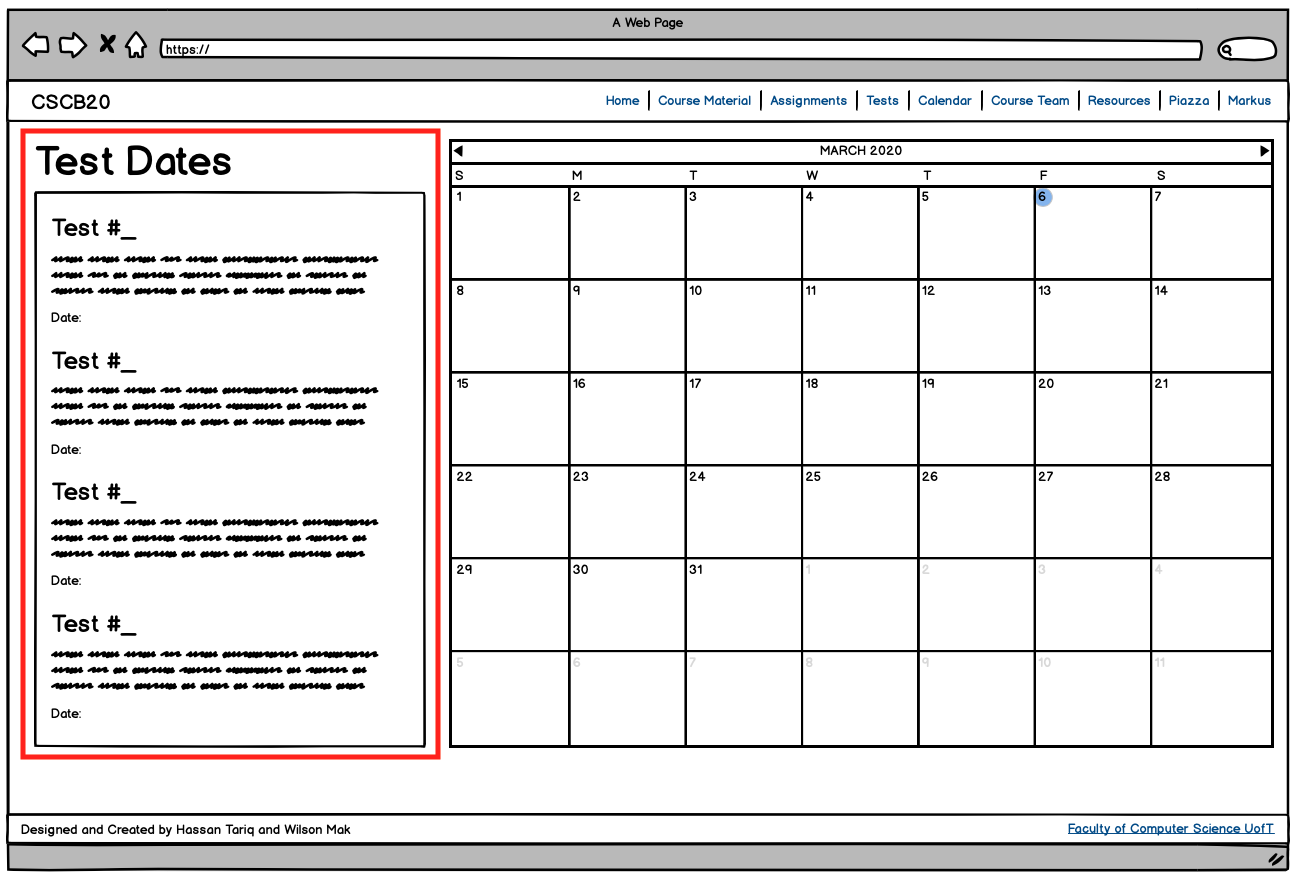 A Web Page
https://
CSCB20
Home | Course Material | Assignments | Tests | Calendar | Course Team | Resources | Piazza | Markus
Test Dates
Test #_
Date:
Test #_
Date:
Test #_
Date:
Test #_
Date:
MARCH 2020
S M T W T F S
1 2 3 4 5 6 7
8 9 10 11 12 13 14
15 16 17 18 19 20 21
22 23 24 25 26 27 28
29 30 31 1 2 3 4
5 6 7 8 9 10 11
Designed and Created by Hassan Tariq and Wilson Mak
Faculty of Computer Science UofT